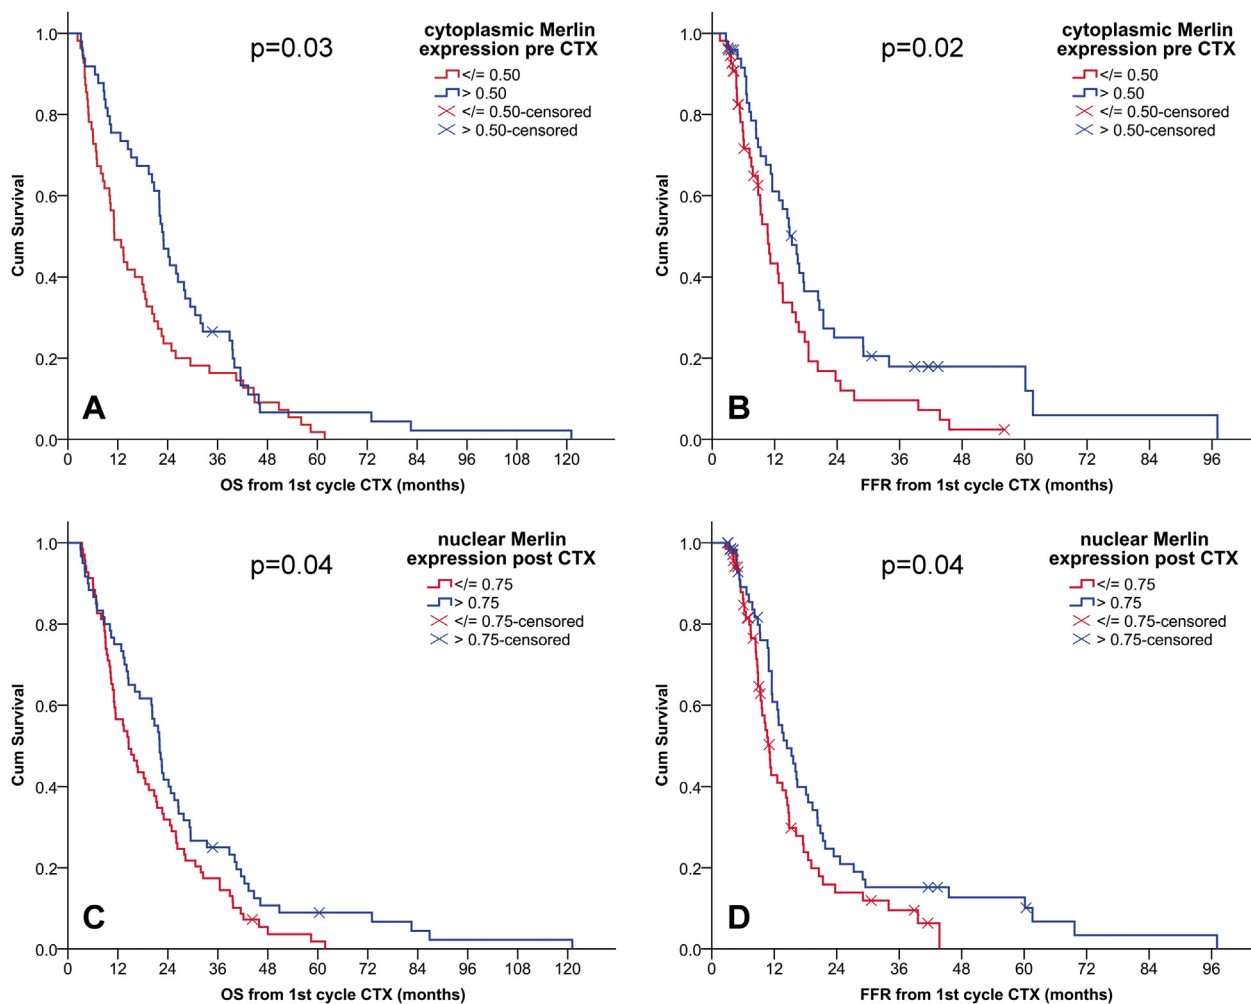 cytoplasmic Merlin
expression pre CTX
p=0.03
</= 0.50
> 0.50
</= 0.50-censored
> 0.50-censored
Cum Survival
1.0
0.8
0.6
0.4
0.2
0.0
A
0 12 24 36 48 60 72 84 96 108 120
OS from 1st cycle CTX (months)
cytoplasmic Merlin
expression pre CTX
p=0.02
</= 0.50
> 0.50
</= 0.50-censored
> 0.50-censored
Cum Survival
1.0
0.8
0.6
0.4
0.2
0.0
B
0 12 24 36 48 60 72 84 96
FFR from 1st cycle CTX (months)
nuclear Merlin
expression post CTX
p=0.04
</= 0.75
> 0.75
</= 0.75-censored
> 0.75-censored
Cum Survival
1.0
0.8
0.6
0.4
0.2
0.0
C
0 12 24 36 48 60 72 84 96 108 120
OS from 1st cycle CTX (months)
nuclear Merlin
expression post CTX
p=0.04
</= 0.75
> 0.75
</= 0.75-censored
> 0.75-censored
Cum Survival
1.0
0.8
0.6
0.4
0.2
0.0
D
0 12 24 36 48 60 72 84 96
FFR from 1st cycle CTX (months)